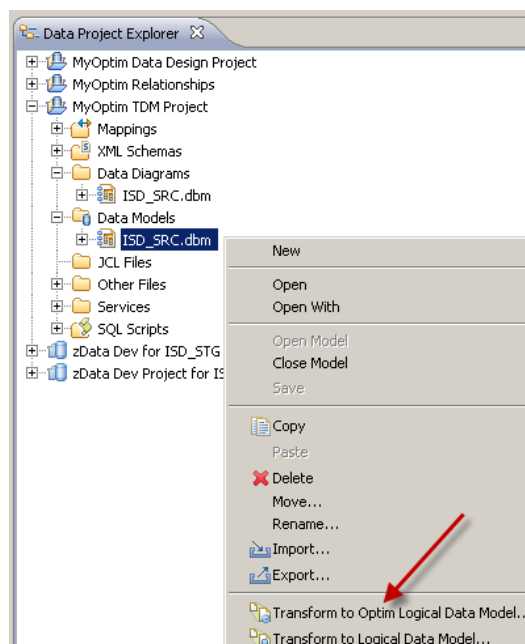 Data Project Explorer
MyOptim Data Design Project
MyOptim Relationships
MyOptim TDM Project
Mappings
XML Schemas
Data Diagrams
ISD_SRC.dbm
Data Models
ISD_SRC.dbm
JCL Files
Other Files
Services
SQL Scripts
zData Dev for ISD_STG
zData Dev Project for IS
New
Open
Open With
Open Model
Close Model
Save
Copy
Paste
Delete
Move...
Rename...
Import...
Export...
Transform to Optim Logical Data Model...
Transform to Logical Data Model...